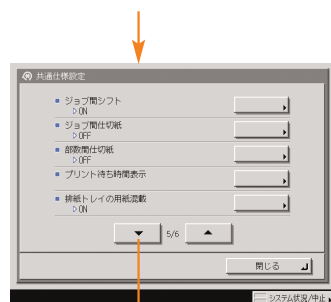 共通仕様設定
ジョブ間シフト
ON
ジョブ間仕切紙
OFF
部数間仕切紙
OFF
プリント待ち時間表示
排紙トレイの用紙混載
ON
5/6
閉じる
システム状況/中止